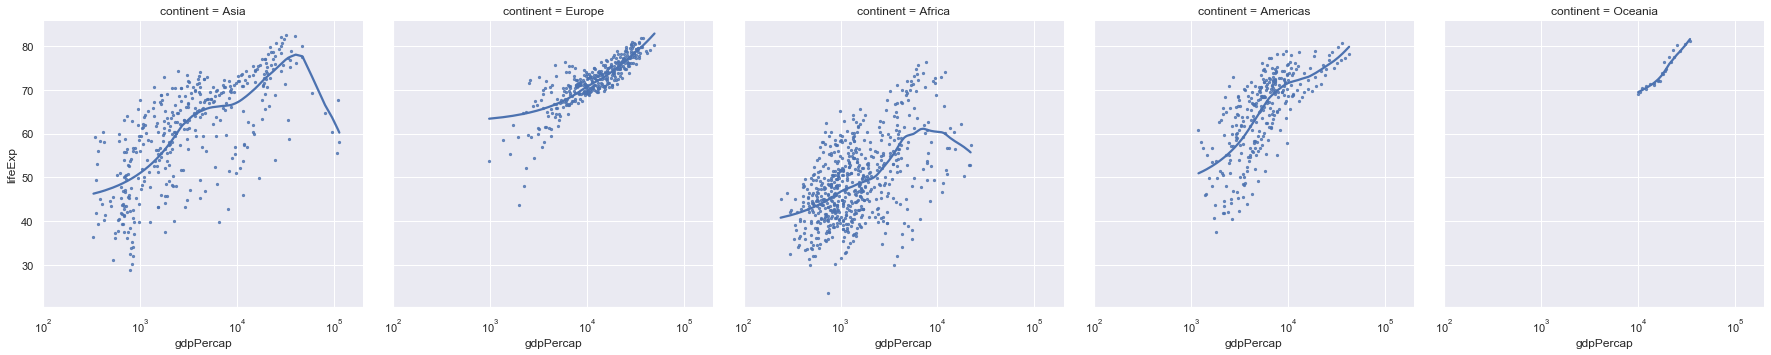 continent = Asia
continent = Europe
continent = Africa
continent = Americas
continent = Oceania
lifeExp
80
70
60
50
40
30
10² 10³ 10⁴ 10⁵
10² 10³ 10⁴ 10⁵
10² 10³ 10⁴ 10⁵
10² 10³ 10⁴ 10⁵
10² 10³ 10⁴ 10⁵
gdpPercap
gdpPercap
gdpPercap
gdpPercap
gdpPercap